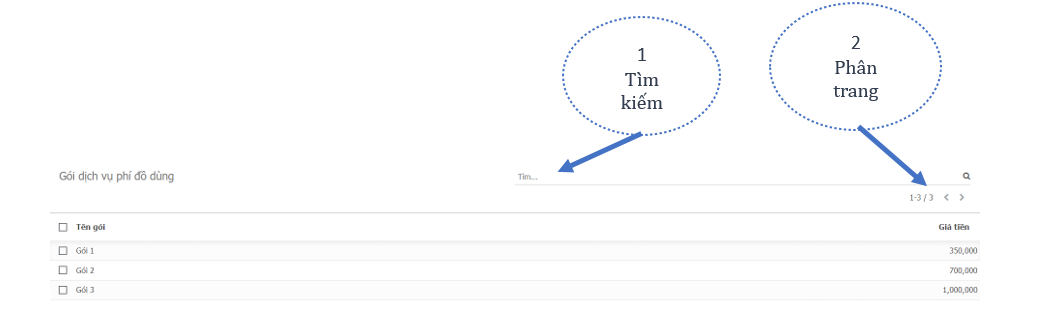 1
Tìm
kiếm
2
Phân
trang
Gói dịch vụ phí đồ dùng
Tìm...
1-3 / 3
Tên gói
Giá tiền
Gói 1
350,000
Gói 2
700,000
Gói 3
1,000,000